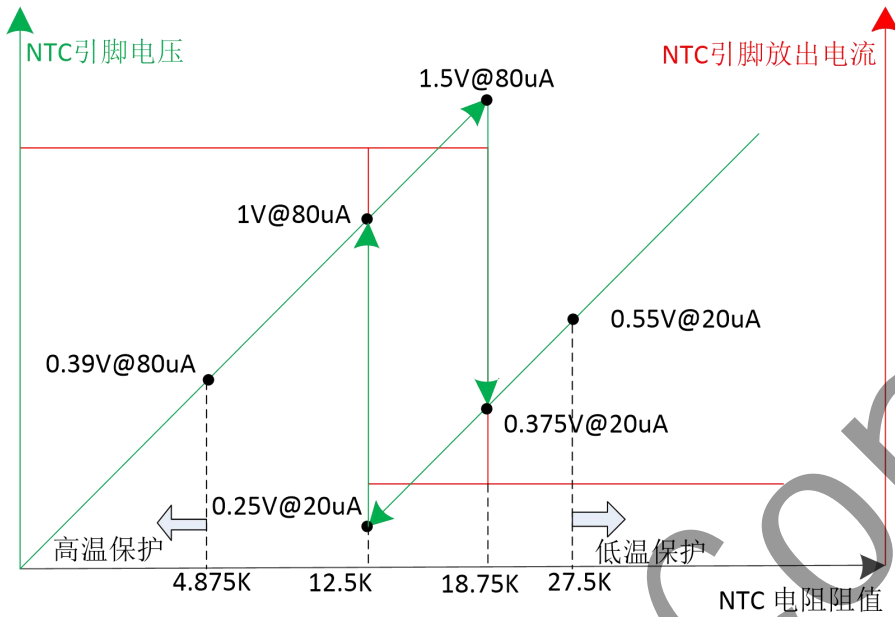 NTC引脚电压
NTC引脚放出电流
1.5V@80uA
1V@80uA
0.55V@20uA
0.39V@80uA
0.375V@20uA
0.25V@20uA
高温保护
低温保护
4.875K
12.5K
18.75K
27.5K
NTC 电阻阻值